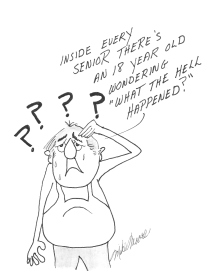 INSIDE EVERY
SENIOR THERE'S
AN 18 YEAR OLD
WONDERING
"WHAT THE HELL
HAPPENED?"
? ? ? ?